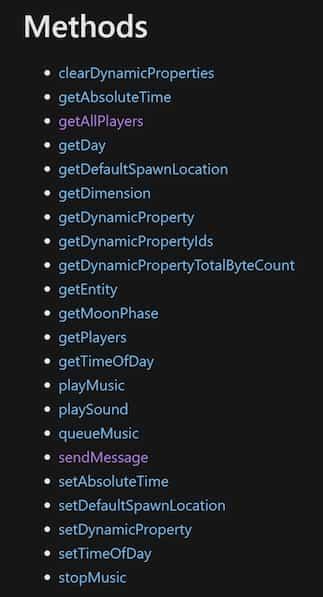 Methods
clearDynamicProperties
getAbsoluteTime
getAllPlayers
getDay
getDefaultSpawnLocation
getDimension
getDynamicProperty
getDynamicPropertyIds
getDynamicPropertyTotalByteCount
getEntity
getMoonPhase
getPlayers
getTimeOfDay
playMusic
playSound
queueMusic
sendMessage
setAbsoluteTime
setDefaultSpawnLocation
setDynamicProperty
setTimeOfDay
stopMusic